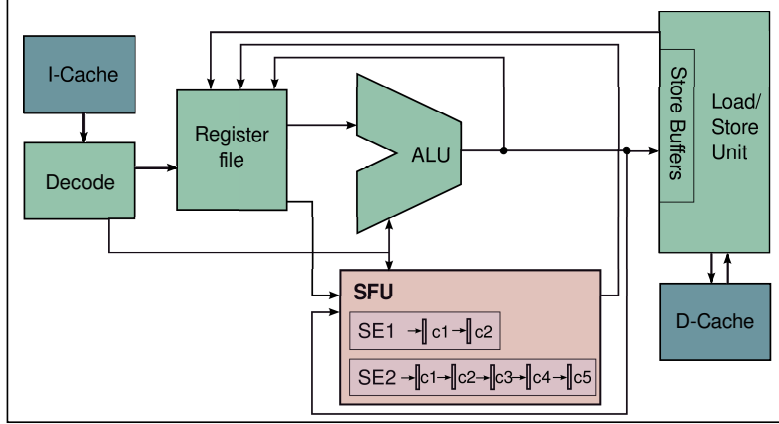 I-Cache
Decode
Register
file
ALU
Store Buffers
Load/
Store
Unit
D-Cache
SFU
SE1 c1 c2
SE2 c1 c2 c3 c4 c5